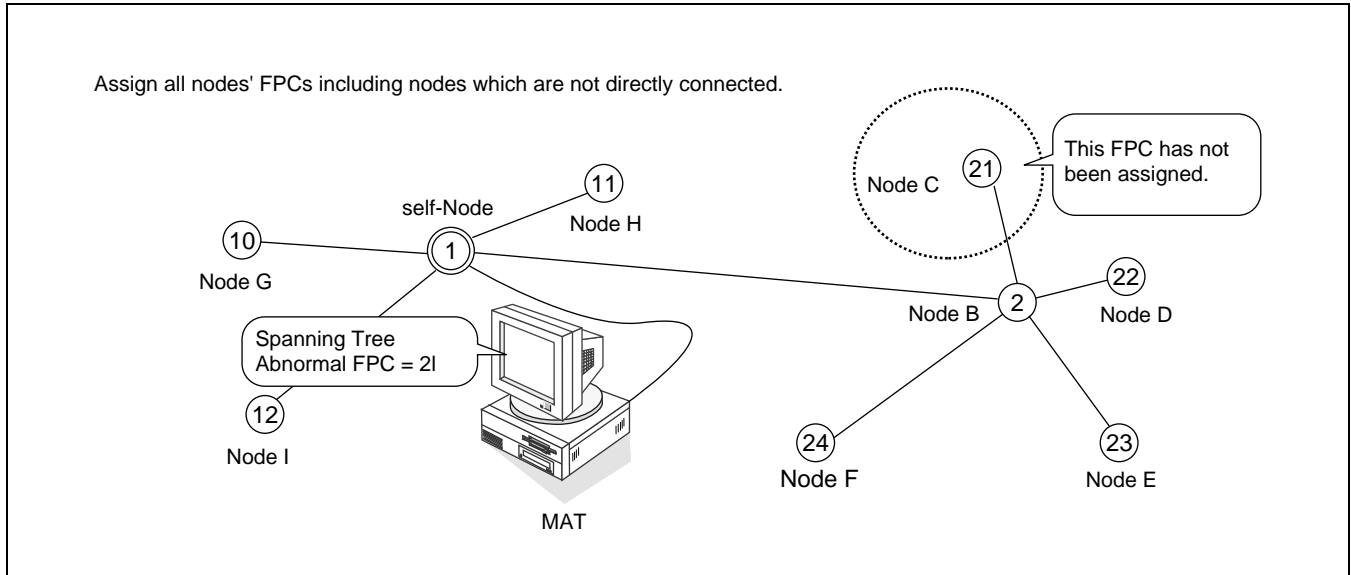 Assign all nodes' FPCs including nodes which are not directly connected.
This FPC has not
been assigned.
21
Node C
11
self-Node
Node H
10
1
Node G
22
2
Node B
Node D
Spanning Tree
Abnormal FPC = 2l
12
Node I
24
23
Node F
Node E
MAT